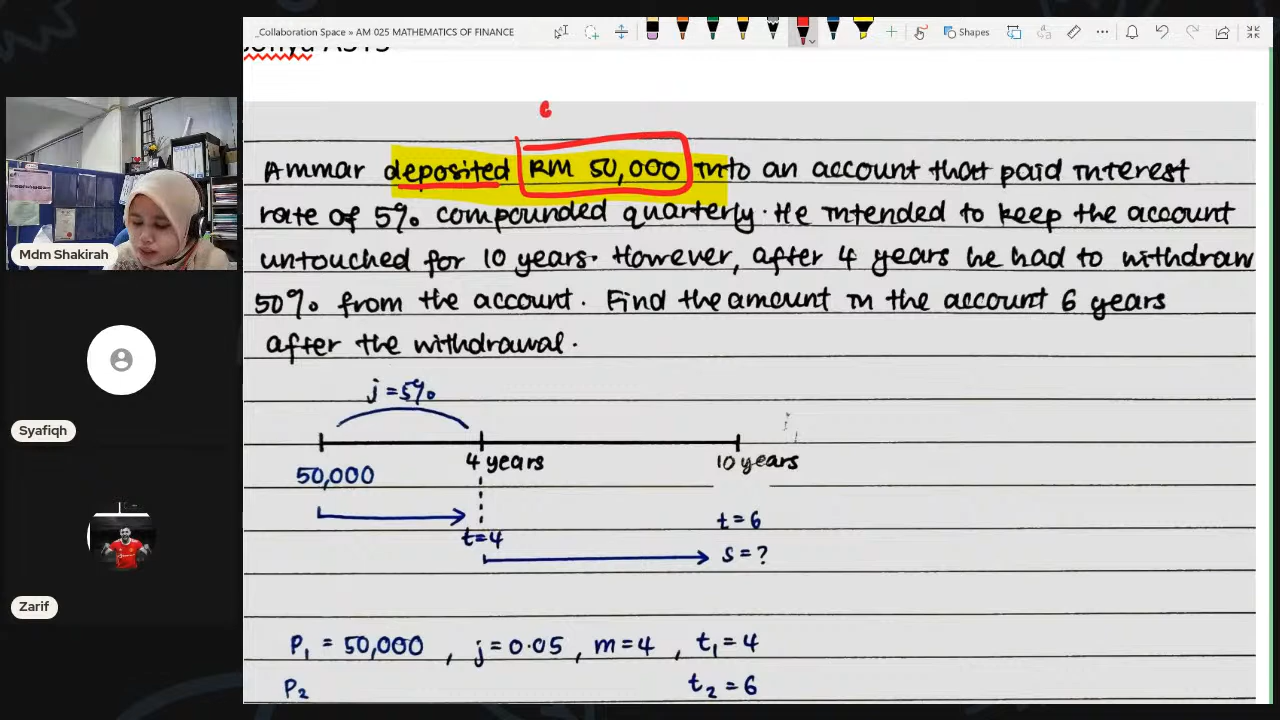 _Collaboration Space » AM 025 MATHEMATICS OF FINANCE
Shapes
Ammar deposited RM 50,000 into an account that paid interest
rate of 5% compounded quarterly. He intended to keep the account
untouched for 10 years. However, after 4 years he had to withdraw
50% from the account. Find the amount in the account 6 years
after the withdrawal.
j = 5%
50,000
4 years
10 years
t = 4
t = 6
s = ?
P1 = 50,000 , j = 0.05 , m = 4 , t1 = 4
P2 t2 = 6
Mdm Shakirah
Syafiqh
Zarif